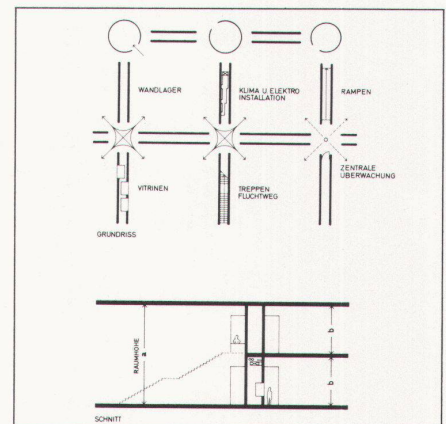 WANDLAGER
KLIMA U. ELEKTRO
INSTALLATION
RAMPEN
ZENTRALE
ÜBERWACHUNG
VITRINEN
TREPPEN
FLUCHTWEG
GRUNDRISS
RAUMHÖHE
a
b
b
SCHNITT